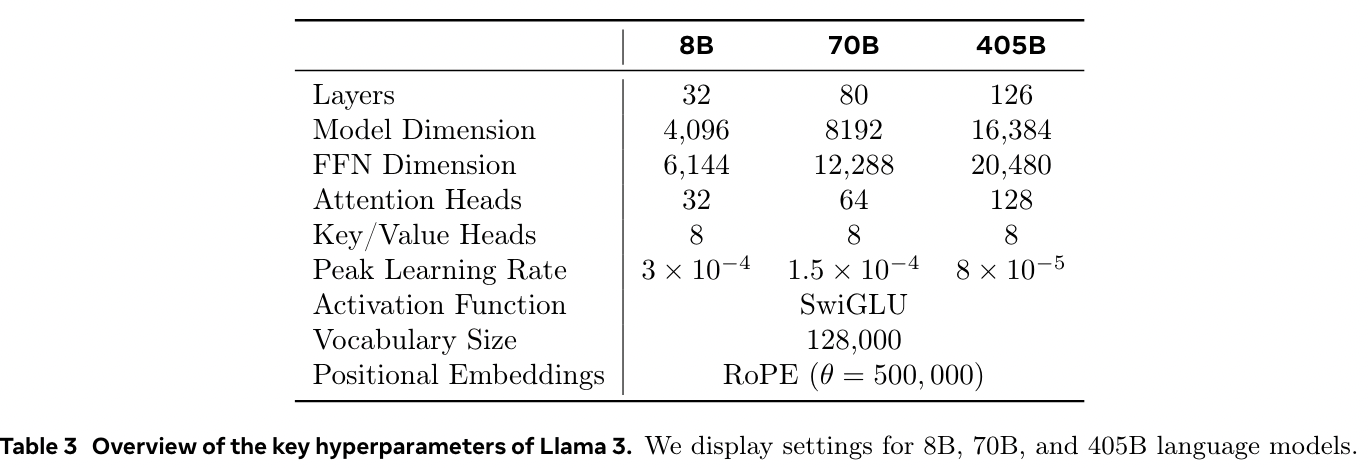 8B 70B 405B
Layers 32 80 126
Model Dimension 4,096 8192 16,384
FFN Dimension 6,144 12,288 20,480
Attention Heads 32 64 128
Key/Value Heads 8 8 8
Peak Learning Rate 3 × 10⁻⁴ 1.5 × 10⁻⁴ 8 × 10⁻⁵
Activation Function SwiGLU
Vocabulary Size 128,000
Positional Embeddings RoPE (θ = 500, 000)
Table 3 Overview of the key hyperparameters of Llama 3. We display settings for 8B, 70B, and 405B language models.